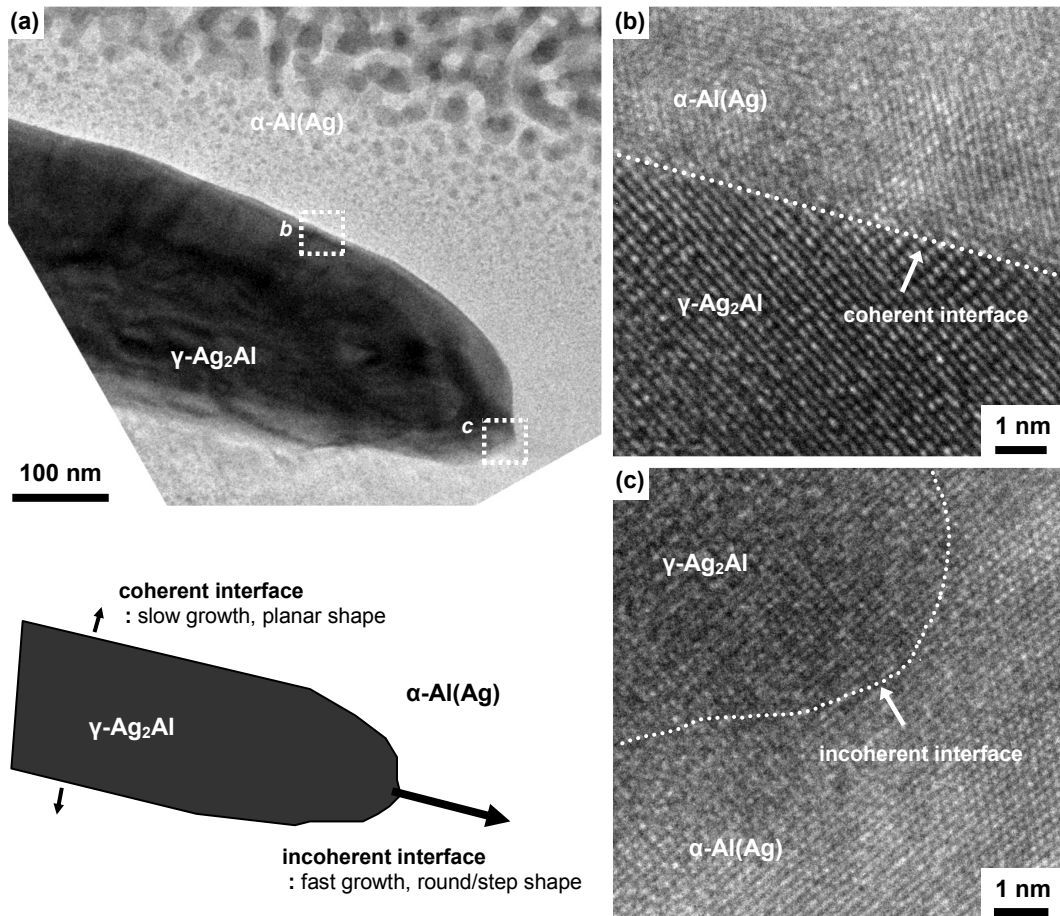 (a)
α-Al(Ag)
b
γ-Ag₂Al
c
100 nm
(b)
α-Al(Ag)
γ-Ag₂Al
coherent interface
1 nm
(c)
γ-Ag₂Al
incoherent interface
α-Al(Ag)
1 nm
coherent interface
: slow growth, planar shape
α-Al(Ag)
γ-Ag₂Al
incoherent interface
: fast growth, round/step shape